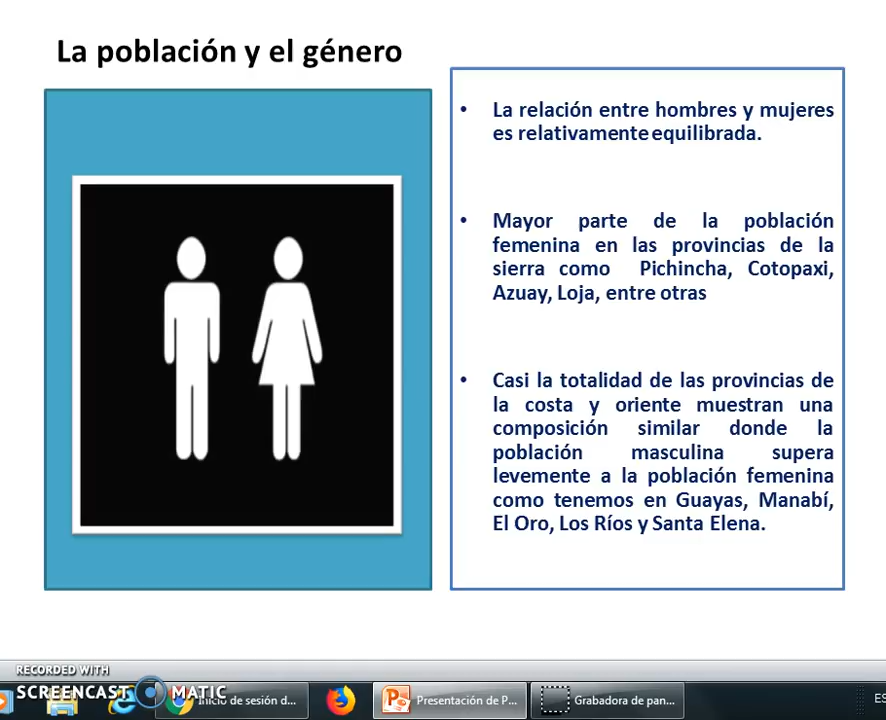 La población y el género
• La relación entre hombres y mujeres
es relativamente equilibrada.
• Mayor parte de la población
femenina en las provincias de la
sierra como Pichincha, Cotopaxi,
Azuay, Loja, entre otras
• Casi la totalidad de las provincias de
la costa y oriente muestran una
composición similar donde la
población masculina supera
levemente a la población femenina
como tenemos en Guayas, Manabí,
El Oro, Los Ríos y Santa Elena.
RECORDED WITH
SCREENCAST MATIC
Inicio de sesión d...
Presentación de P...
Grabadora de pan...
ES